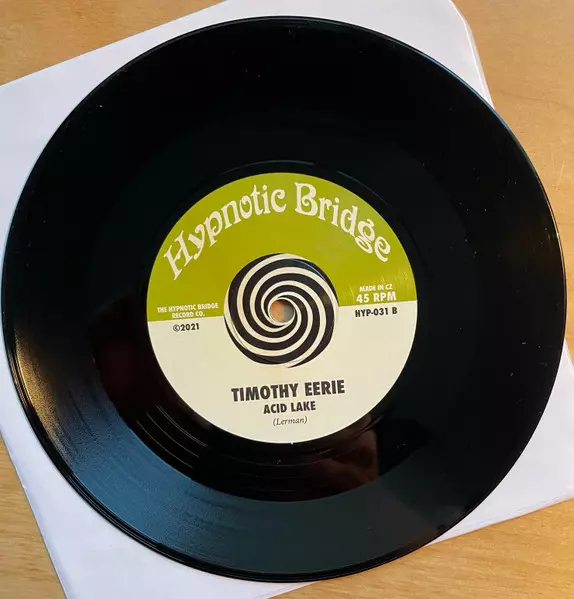 Hypnotic Bridge
THE HYPNOTIC BRIDGE
RECORD CO.
©2021
MADE IN CZ
45 RPM
HYP-031 B
TIMOTHY EERIE
ACID LAKE
(Lerman)